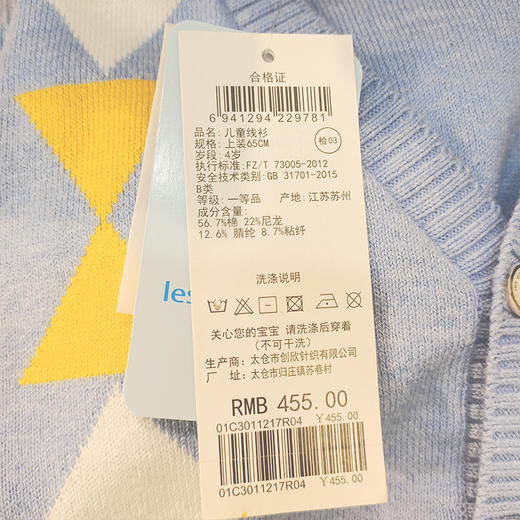 合格证
6 941294 229781
品名: 儿童线衫
规格: 上装65CM
检03
岁段: 4岁
执行标准: FZ/T 73005-2012
安全技术类别: GB 31701-2015
B类
等级: 一等品 产地: 江苏苏州
成分含量:
56.7%棉 22%尼龙
12.6% 腈纶 8.7%粘纤
les
洗涤说明
关心您的宝宝 请洗涤后穿着
(不可干洗)
生产商: 太仓市创欣针织有限公司
厂 址: 太仓市归庄镇苏巷村
RMB 455.00
01C3011217R04 ¥455.00
01C3011217R04 ¥455.00